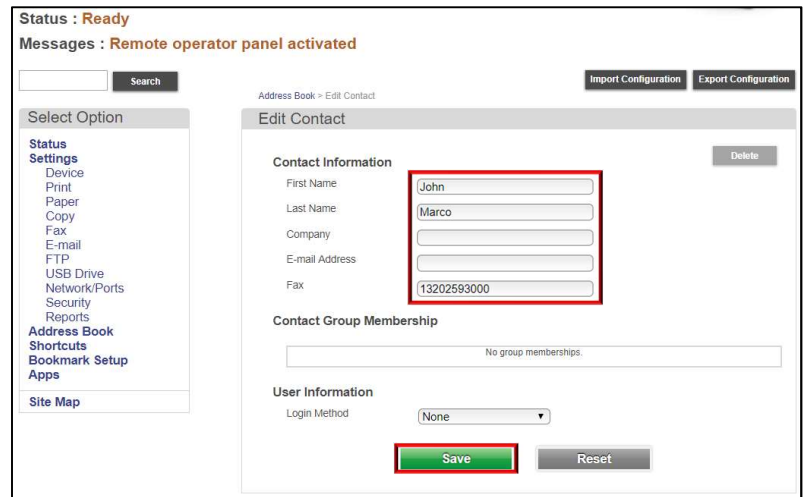 Status : Ready
Messages : Remote operator panel activated
Search
Import Configuration Export Configuration
Address Book > Edit Contact
Select Option
Status
Settings
Device
Print
Paper
Copy
Fax
E-mail
FTP
USB Drive
Network/Ports
Security
Reports
Address Book
Shortcuts
Bookmark Setup
Apps
Site Map
Edit Contact
Delete
Contact Information
First Name John
Last Name Marco
Company
E-mail Address
Fax 13202593000
Contact Group Membership
No group memberships.
User Information
Login Method None
Save Reset